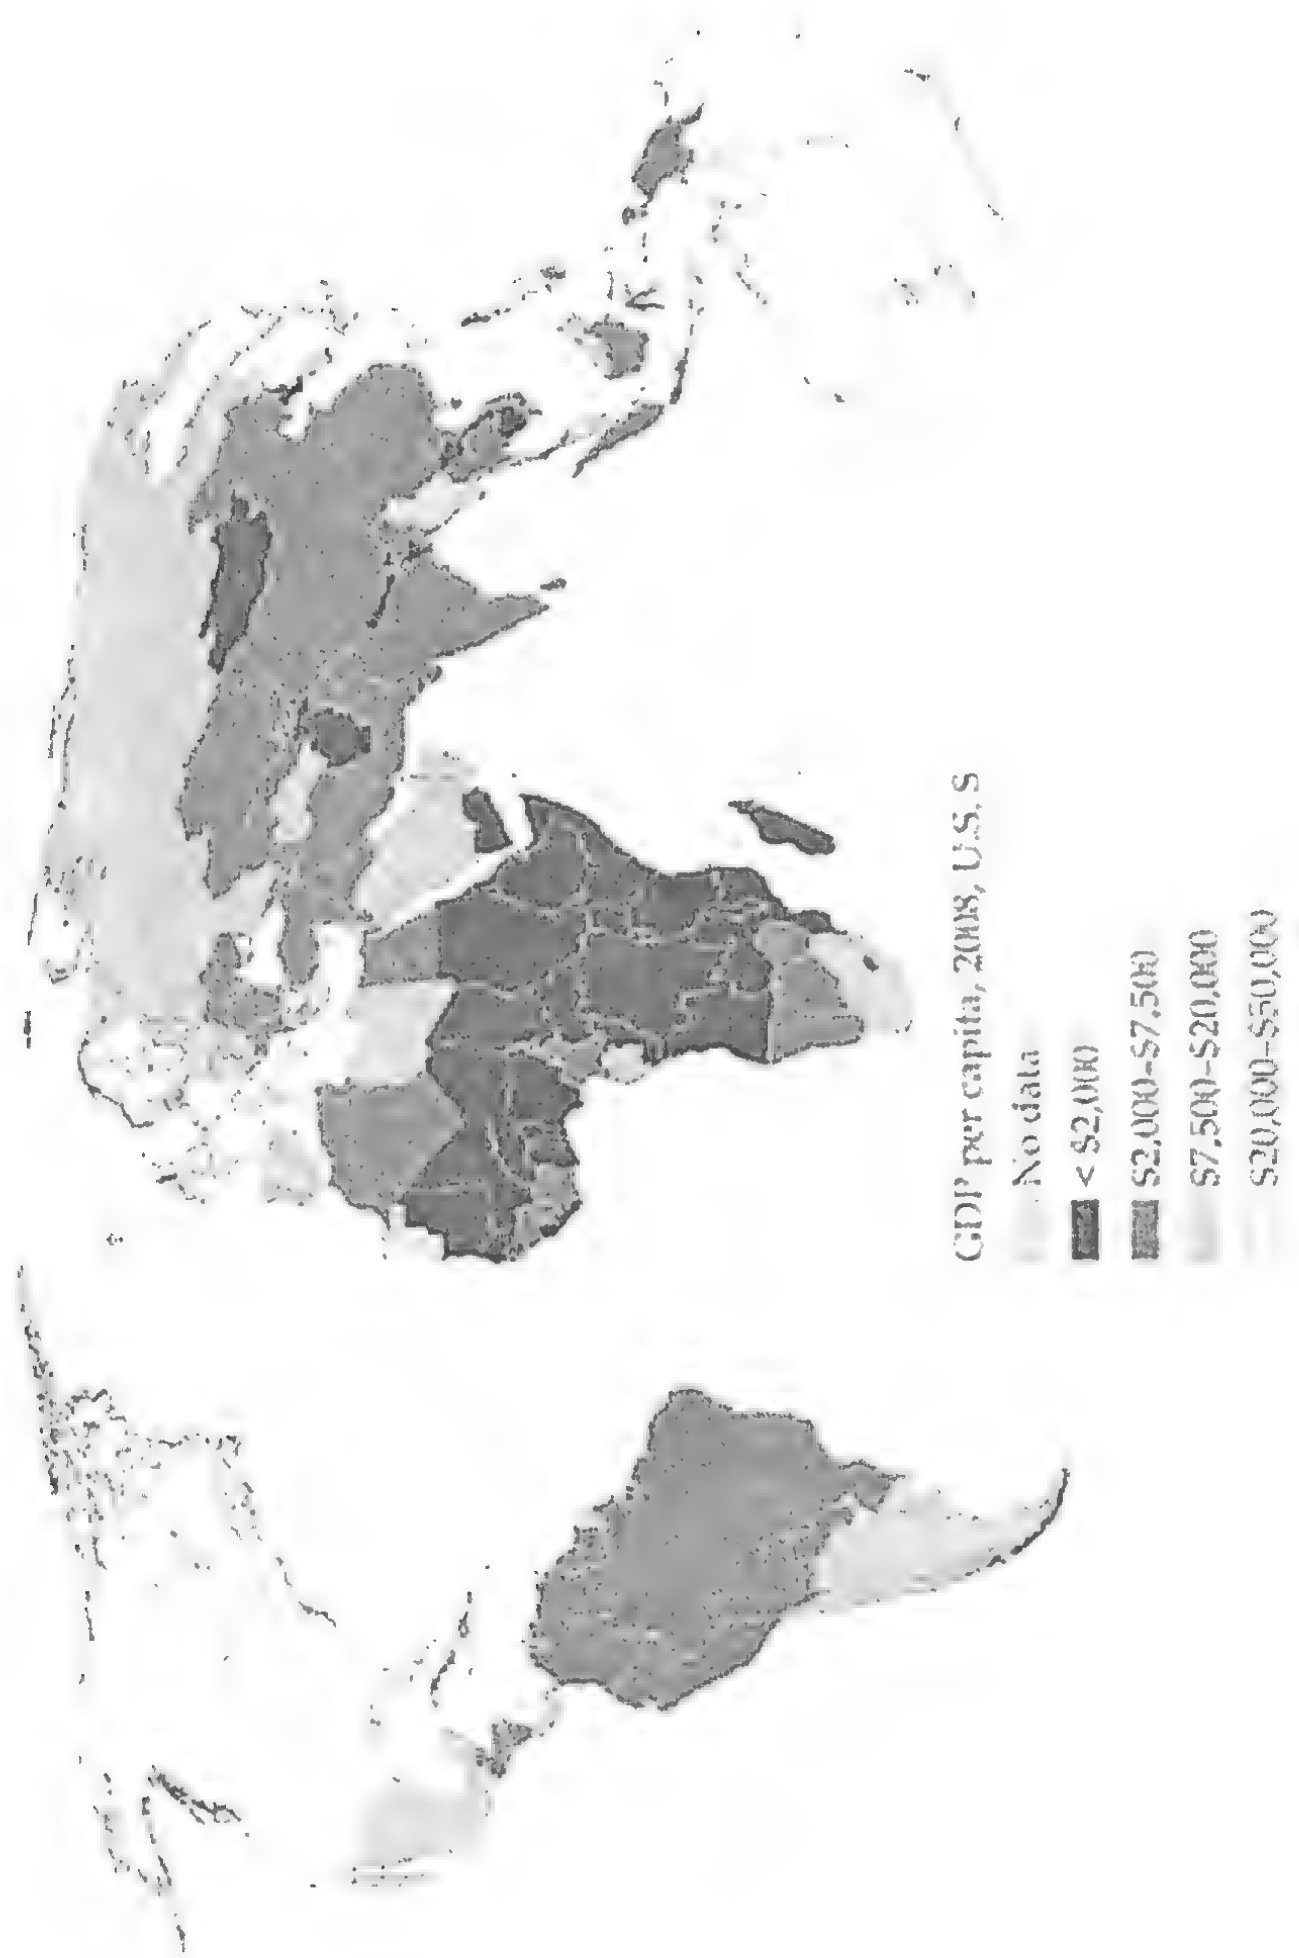 GDP per capita, 2008, U.S. $
No data
< $2,000
$2,000–$7,500
$7,500–$20,000
$20,000–$50,000